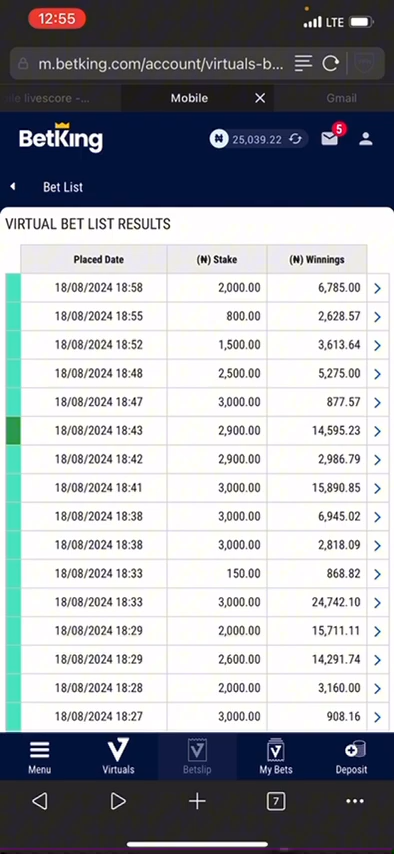 12:55
LTE
m.betking.com/account/virtuals-b...
de livescore -...
Mobile
Gmail
BetKing
₦ 25,039.22
5
Bet List
VIRTUAL BET LIST RESULTS
Placed Date (₦) Stake (₦) Winnings
18/08/2024 18:58 2,000.00 6,785.00
18/08/2024 18:55 800.00 2,628.57
18/08/2024 18:52 1,500.00 3,613.64
18/08/2024 18:48 2,500.00 5,275.00
18/08/2024 18:47 3,000.00 877.57
18/08/2024 18:43 2,900.00 14,595.23
18/08/2024 18:42 2,900.00 2,986.79
18/08/2024 18:41 3,000.00 15,890.85
18/08/2024 18:38 3,000.00 6,945.02
18/08/2024 18:38 3,000.00 2,818.09
18/08/2024 18:33 150.00 868.82
18/08/2024 18:33 3,000.00 24,742.10
18/08/2024 18:29 2,000.00 15,711.11
18/08/2024 18:29 2,600.00 14,291.74
18/08/2024 18:28 2,000.00 3,160.00
18/08/2024 18:27 3,000.00 908.16
Menu Virtuals Betslip My Bets Deposit
7